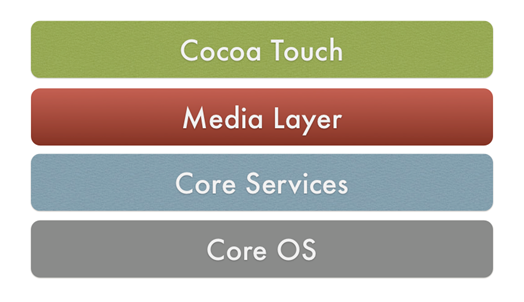 Cocoa Touch
Media Layer
Core Services
Core OS